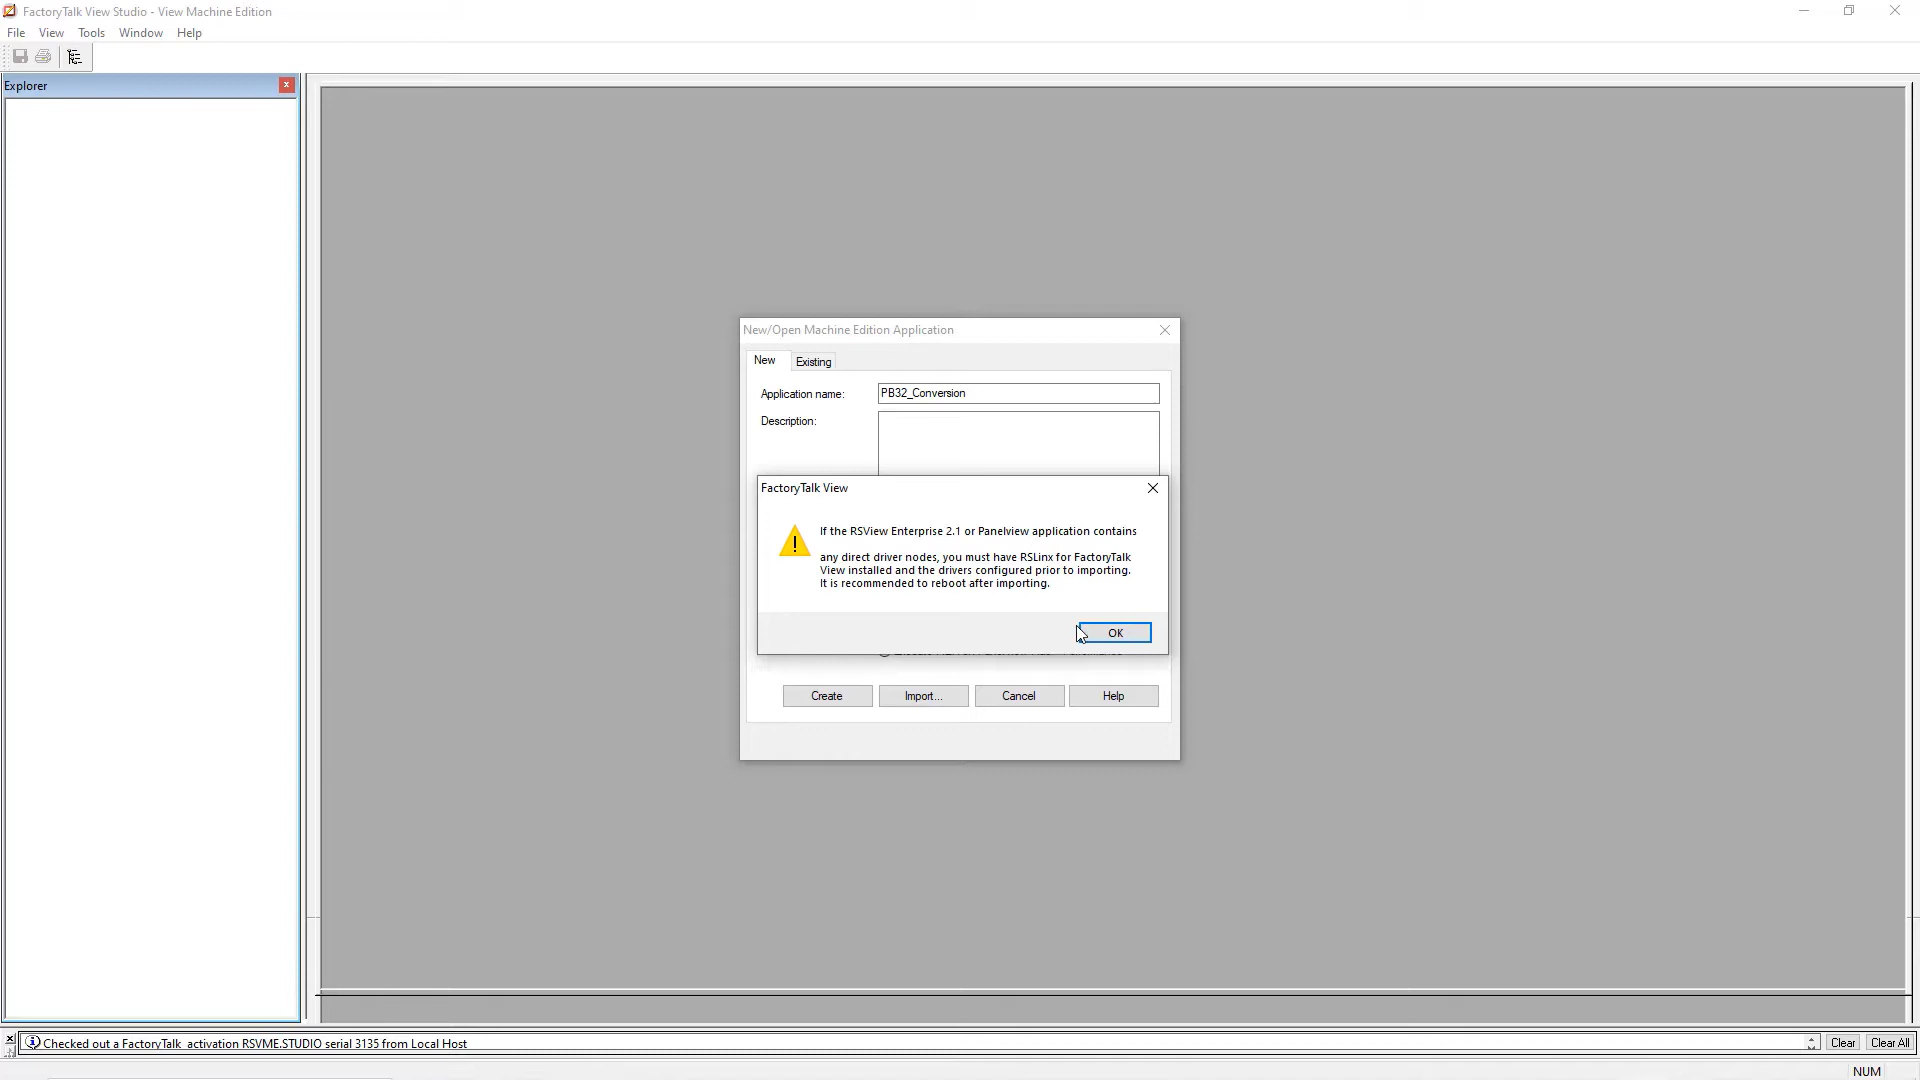 FactoryTalk View Studio - View Machine Edition
File View Tools Window Help
Explorer
New/Open Machine Edition Application
New Existing
Application name: PB32_Conversion
Description:
FactoryTalk View
If the RSView Enterprise 2.1 or Panelview application contains
any direct driver nodes, you must have RSLinx for FactoryTalk
View installed and the drivers configured prior to importing.
It is recommended to reboot after importing.
OK
Create Import... Cancel Help
Checked out a FactoryTalk activation RSVME.STUDIO serial 3135 from Local Host
Clear Clear All
NUM